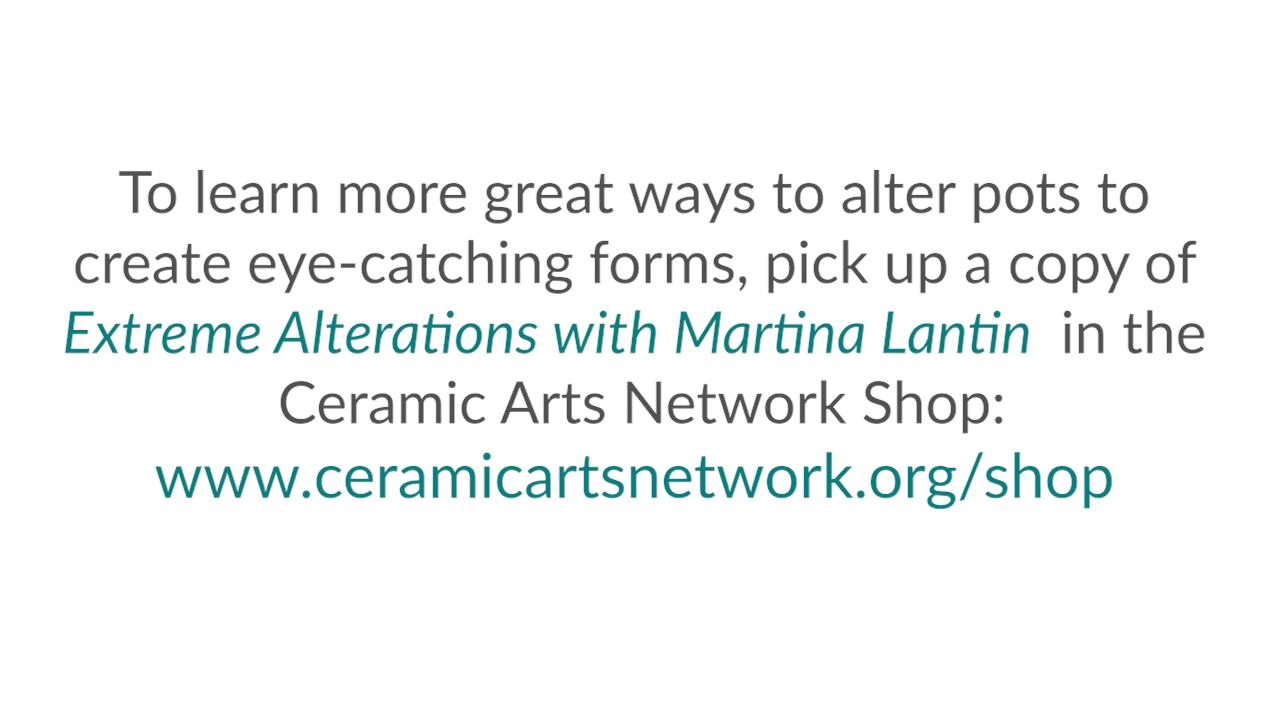 To learn more great ways to alter pots to
create eye-catching forms, pick up a copy of
Extreme Alterations with Martina Lantin in the
Ceramic Arts Network Shop:
www.ceramicartsnetwork.org/shop